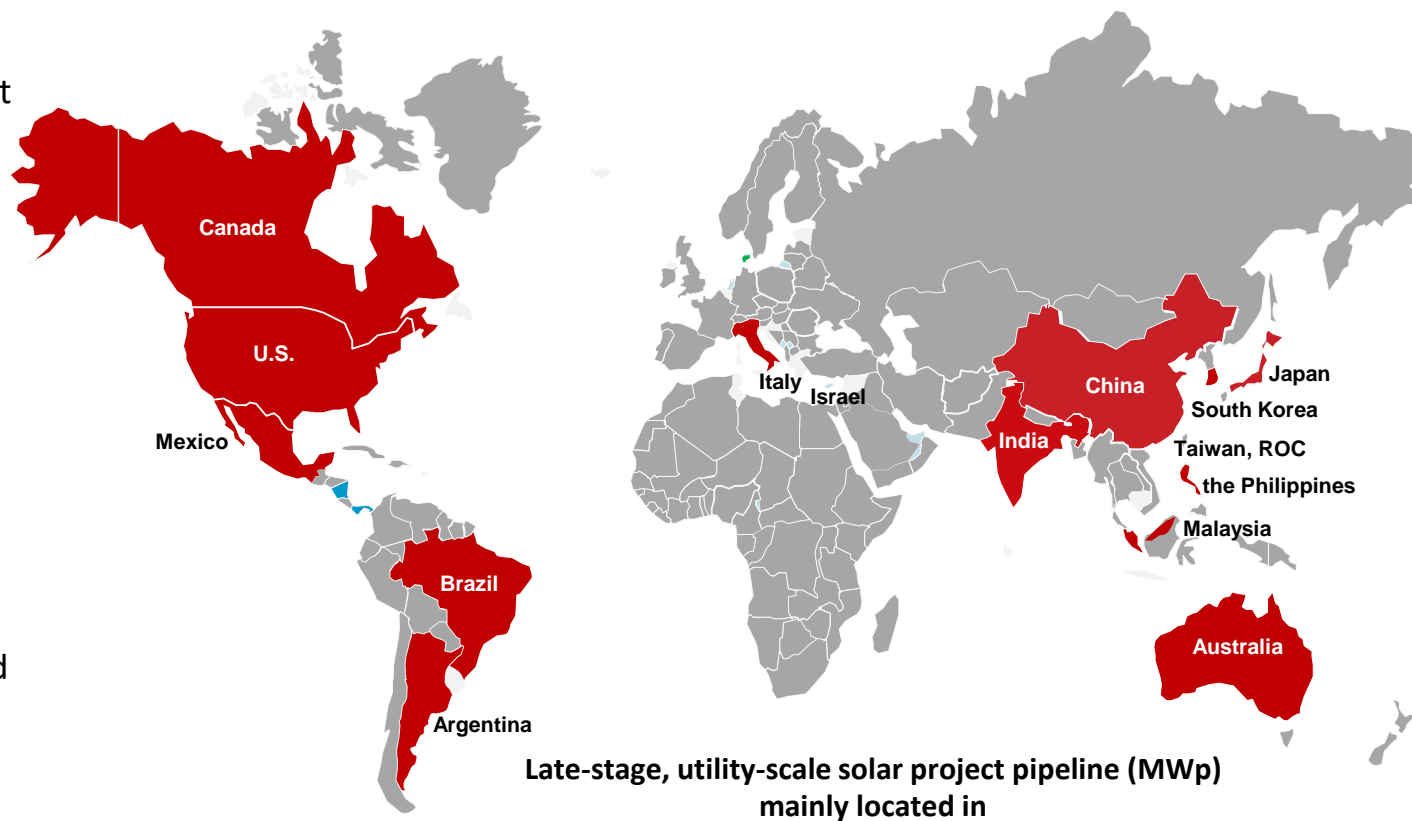 t
Canada
U.S.
Mexico
Italy
Israel
China
Japan
South Korea
India
Taiwan, ROC
the Philippines
Malaysia
Brazil
Australia
d
Argentina
Late-stage, utility-scale solar project pipeline (MWp)
mainly located in